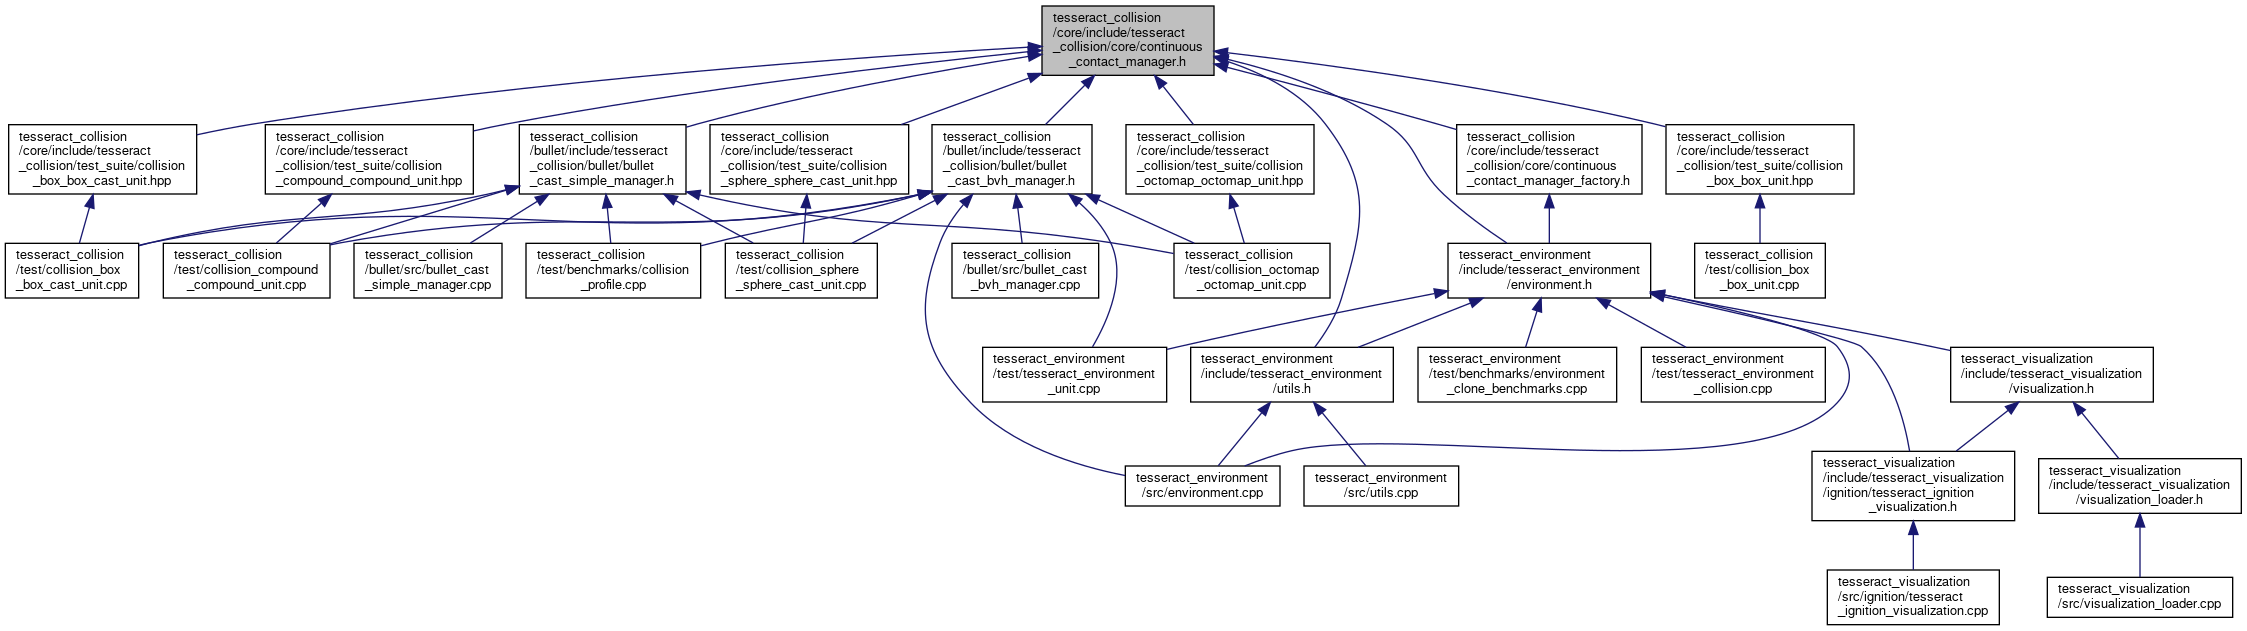 tesseract_collision
/core/include/tesseract
_collision/core/continuous
_contact_manager.h
tesseract_collision
/core/include/tesseract
_collision/test_suite/collision
_box_box_cast_unit.hpp
tesseract_collision
/core/include/tesseract
_collision/test_suite/collision
_compound_compound_unit.hpp
tesseract_collision
/bullet/include/tesseract
_collision/bullet/bullet
_cast_simple_manager.h
tesseract_collision
/core/include/tesseract
_collision/test_suite/collision
_sphere_sphere_cast_unit.hpp
tesseract_collision
/bullet/include/tesseract
_collision/bullet/bullet
_cast_bvh_manager.h
tesseract_collision
/core/include/tesseract
_collision/test_suite/collision
_octomap_octomap_unit.hpp
tesseract_collision
/core/include/tesseract
_collision/core/continuous
_contact_manager_factory.h
tesseract_collision
/core/include/tesseract
_collision/test_suite/collision
_box_box_unit.hpp
tesseract_collision
/test/collision_box
_box_cast_unit.cpp
tesseract_collision
/test/collision_compound
_compound_unit.cpp
tesseract_collision
/bullet/src/bullet_cast
_simple_manager.cpp
tesseract_collision
/test/benchmarks/collision
_profile.cpp
tesseract_collision
/test/collision_sphere
_sphere_cast_unit.cpp
tesseract_collision
/bullet/src/bullet_cast
_bvh_manager.cpp
tesseract_collision
/test/collision_octomap
_octomap_unit.cpp
tesseract_environment
/include/tesseract_environment
/environment.h
tesseract_collision
/test/collision_box
_box_unit.cpp
tesseract_environment
/test/tesseract_environment
_unit.cpp
tesseract_environment
/include/tesseract_environment
/utils.h
tesseract_environment
/test/benchmarks/environment
_clone_benchmarks.cpp
tesseract_environment
/test/tesseract_environment
_collision.cpp
tesseract_visualization
/include/tesseract_visualization
/visualization.h
tesseract_environment
/src/environment.cpp
tesseract_environment
/src/utils.cpp
tesseract_visualization
/include/tesseract_visualization
/ignition/tesseract_ignition
_visualization.h
tesseract_visualization
/include/tesseract_visualization
/visualization_loader.h
tesseract_visualization
/src/ignition/tesseract
_ignition_visualization.cpp
tesseract_visualization
/src/visualization_loader.cpp